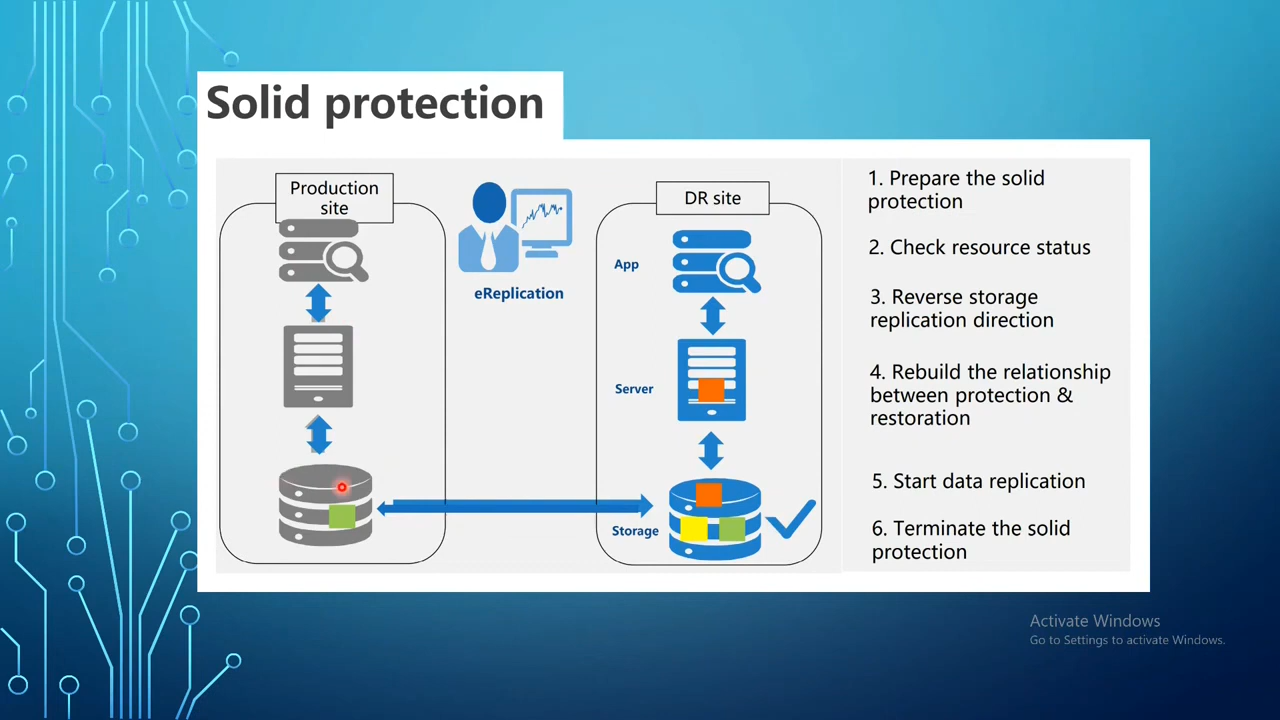 Solid protection
Production
site
eReplication
DR site
App
Server
Storage
1. Prepare the solid
protection
2. Check resource status
3. Reverse storage
replication direction
4. Rebuild the relationship
between protection &
restoration
5. Start data replication
6. Terminate the solid
protection
Activate Windows
Go to Settings to activate Windows.